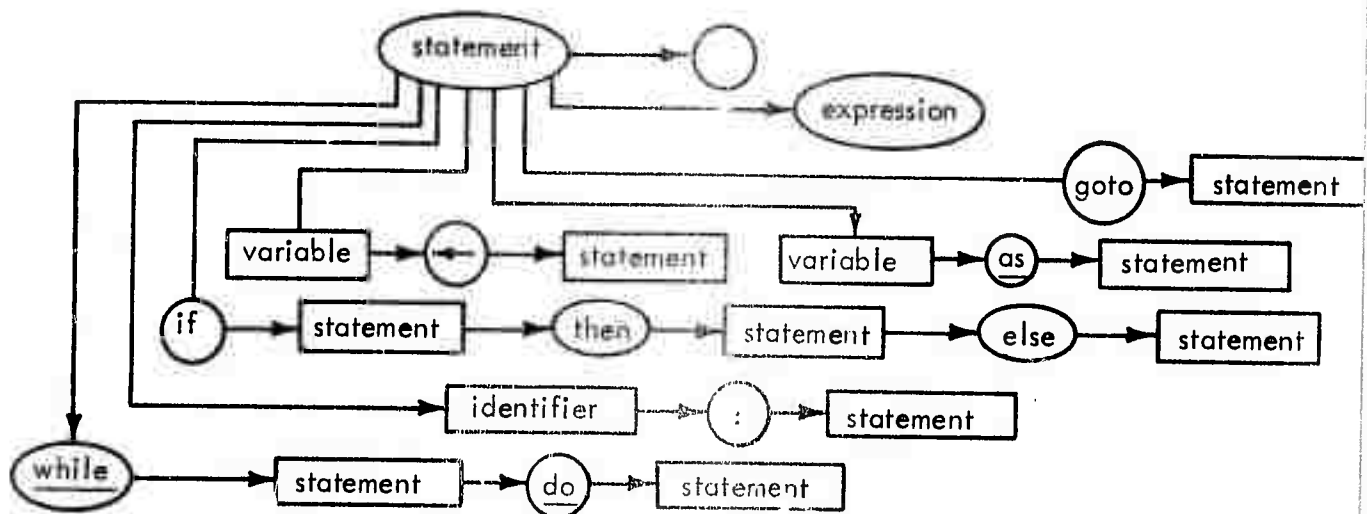 statement
expression
goto statement
variable ← statement
variable as statement
if statement then statement else statement
identifier : statement
while statement do statement